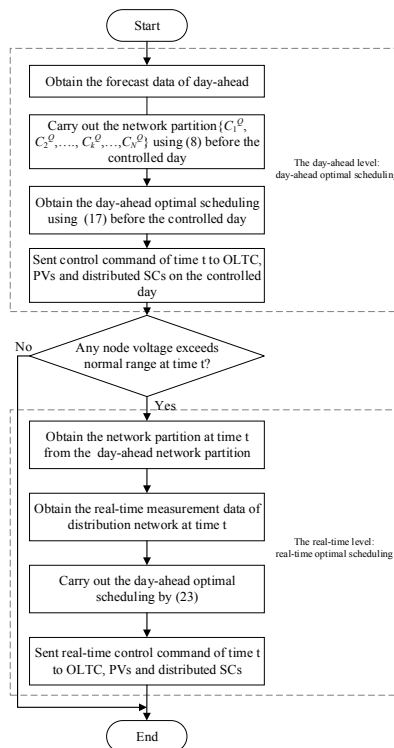 Start
Obtain the forecast data of day-ahead
Carry out the network partition{C₁Q,
C₂Q,…., CₖQ,…,C_NQ} using (8) before the
controlled day
The day-ahead level:
day-ahead optimal scheduling
Obtain the day-ahead optimal scheduling
using (17) before the controlled day
Sent control command of time t to OLTC,
PVs and distributed SCs on the controlled
day
No
Any node voltage exceeds
normal range at time t?
Yes
Obtain the network partition at time t
from the day-ahead network partition
Obtain the real-time measurement data of
distribution network at time t
The real-time level:
real-time optimal scheduling
Carry out the day-ahead optimal
scheduling by (23)
Sent real-time control command of time t
to OLTC, PVs and distributed SCs
End